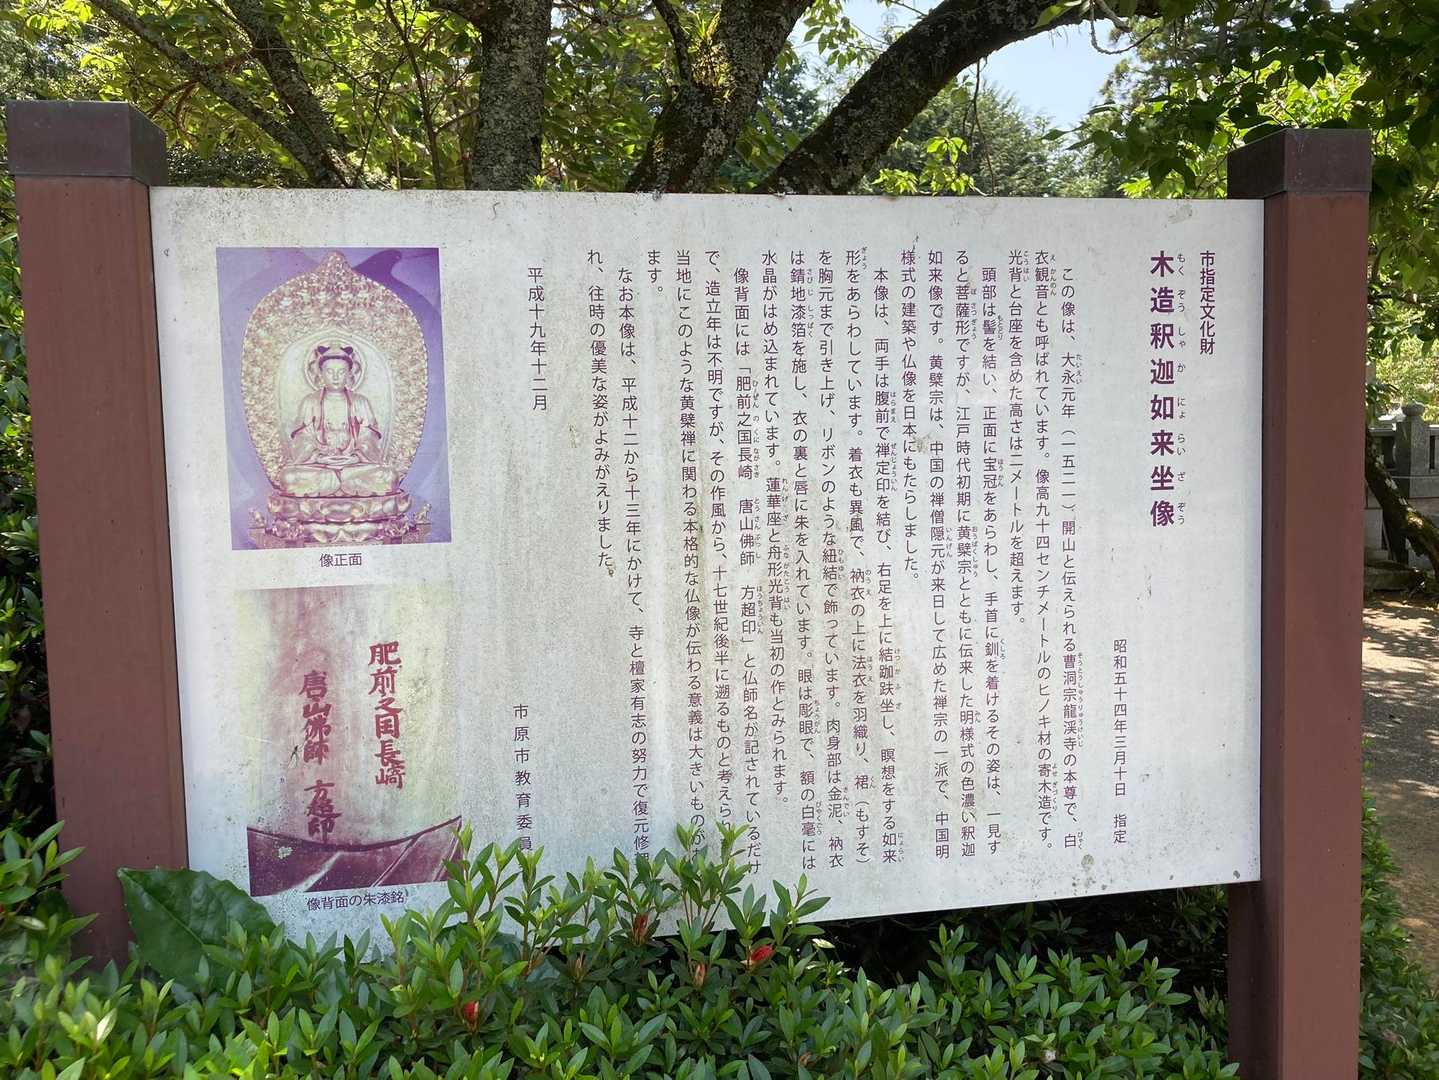 市指定文化財
木造釈迦如来坐像
もくぞうしゃかにょらいざぞう
昭和五十四年三月十日 指定
この像は、大永元年（一五二一）、開山と伝えられる曹洞宗龍渓寺の本尊で、白
衣観音とも呼ばれています。像高九十四センチメートルのヒノキ材の寄木造です。
光背と台座を含めた高さは二メートルを超えます。
頭部は髻を結い、正面に宝冠をあらわし、手首に釧を着けるその姿は、一見す
ると菩薩形ですが、江戸時代初期に黄檗宗とともに伝来した明様式の色濃い釈迦
如来像です。黄檗宗は、中国の禅僧隠元が来日して広めた禅宗の一派で、中国明
様式の建築や仏像を日本にもたらしました。
本像は、両手は腹前で禅定印を結び、右足を上に結跏趺坐し、瞑想をする如来
形をあらわしています。着衣も異風で、衲衣の上に法衣を羽織り、裙（もすそ）
を胸元まで引き上げ、リボンのような紐結で飾っています。肉身部は金泥、衲衣
は錆地漆箔を施し、衣の裏と唇に朱を入れています。眼は彫眼で、額の白毫には
水晶がはめ込まれています。蓮華座と舟形光背も当初の作とみられます。
像背面には「肥前之国長崎 唐山佛師 方超印」と仏師名が記されているだけ
で、造立年は不明ですが、その作風から、十七世紀後半に遡るものと考えら
当地にこのような黄檗禅に関わる本格的な仏像が伝わる意義は大きいものが
ます。
なお本像は、平成十二から十三年にかけて、寺と檀家有志の努力で復元修
れ、往時の優美な姿がよみがえりました。
平成十九年十二月
市原市教育委員
像正面
肥前之国長崎
唐山佛師 方超印
像背面の朱漆銘